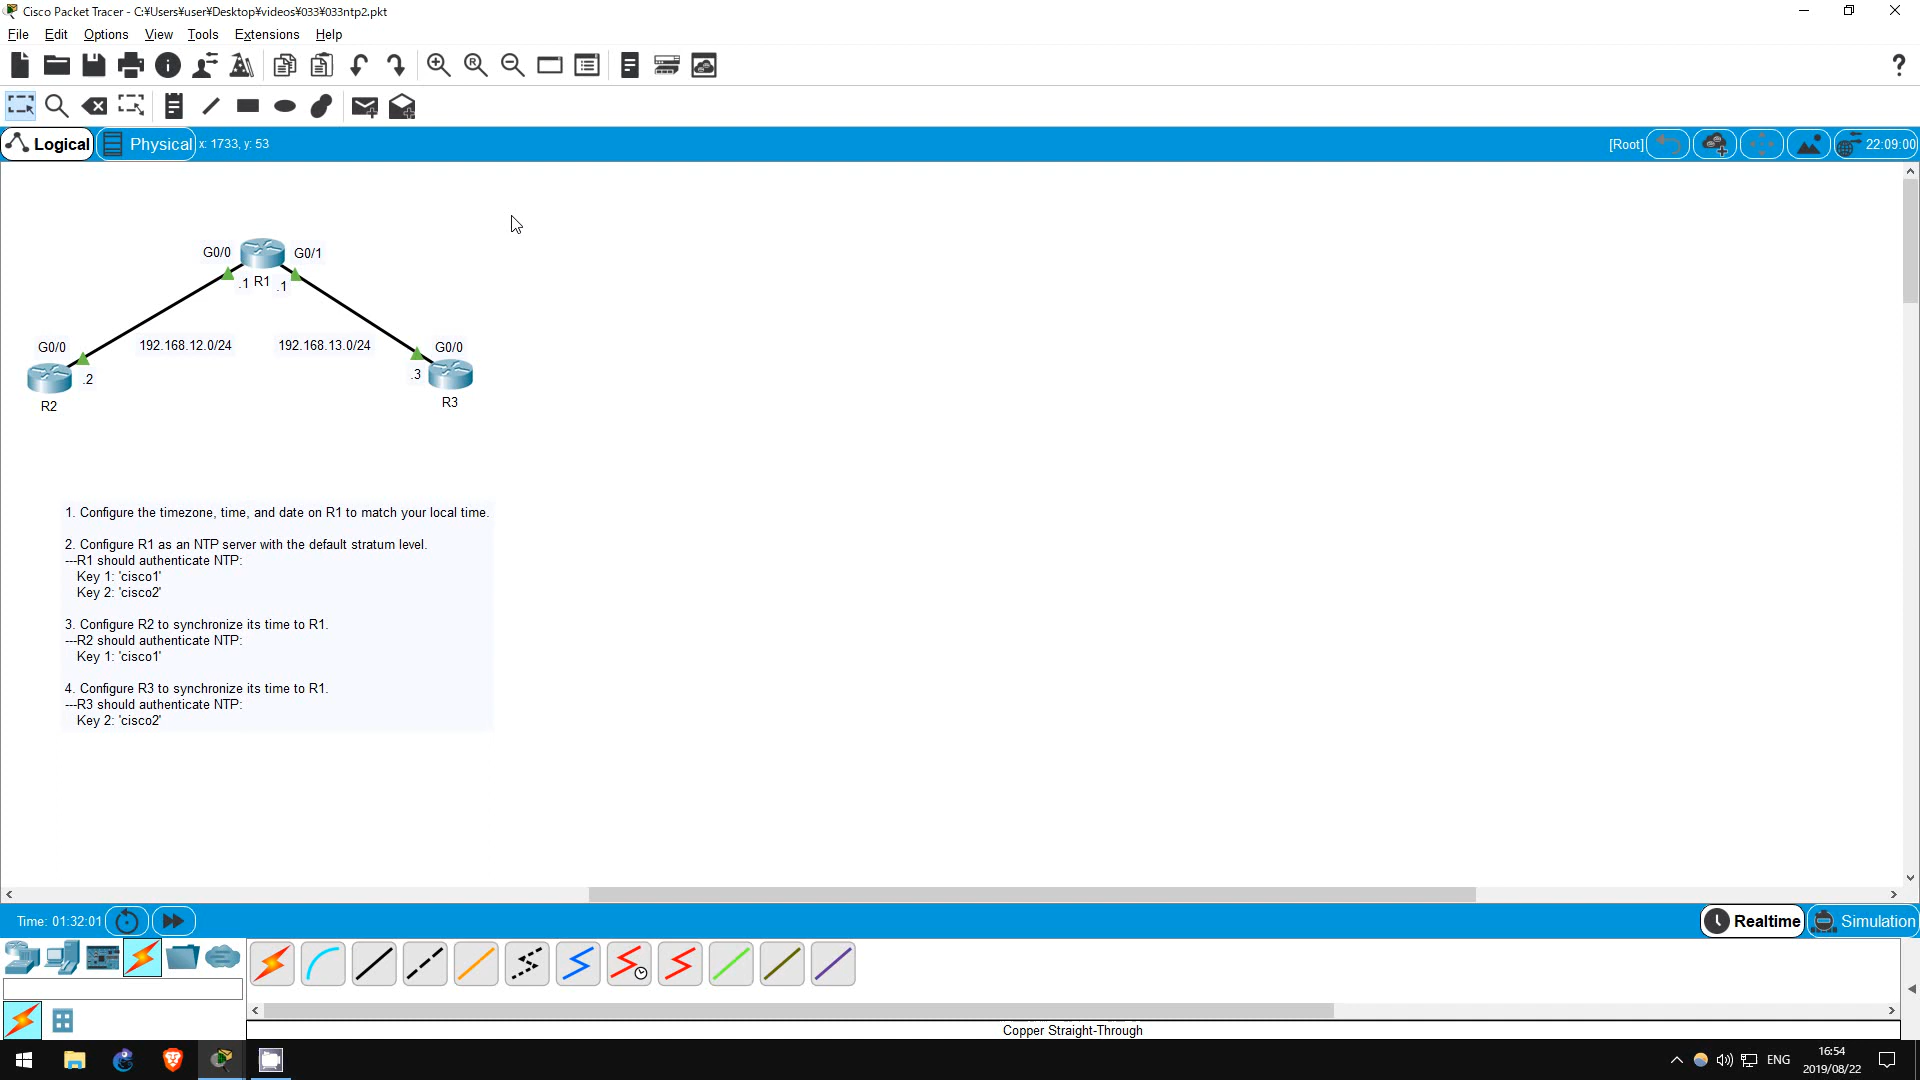 Cisco Packet Tracer - C:¥Users¥user¥Desktop¥videos¥033¥033ntp2.pkt
File Edit Options View Tools Extensions Help
Logical Physical x: 1733, y: 53 [Root] 22:09:00
G0/0 G0/1
.1 R1 .1
192.168.12.0/24 192.168.13.0/24
G0/0 G0/0
.2 .3
R2 R3
1. Configure the timezone, time, and date on R1 to match your local time.
2. Configure R1 as an NTP server with the default stratum level.
---R1 should authenticate NTP:
Key 1: 'cisco1'
Key 2: 'cisco2'
3. Configure R2 to synchronize its time to R1.
---R2 should authenticate NTP:
Key 1: 'cisco1'
4. Configure R3 to synchronize its time to R1.
---R3 should authenticate NTP:
Key 2: 'cisco2'
Time: 01:32:01 Realtime Simulation
Copper Straight-Through
ENG 16:54
2019/08/22